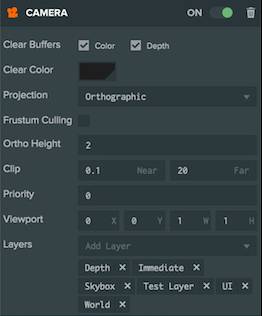 CAMERA ON
Clear Buffers Color Depth
Clear Color
Projection Orthographic
Frustum Culling
Ortho Height 2
Clip 0.1 Near 20 Far
Priority 0
Viewport 0 X 0 Y 1 W 1 H
Layers Add Layer
Depth × Immediate ×
Skybox × Test Layer × UI ×
World ×